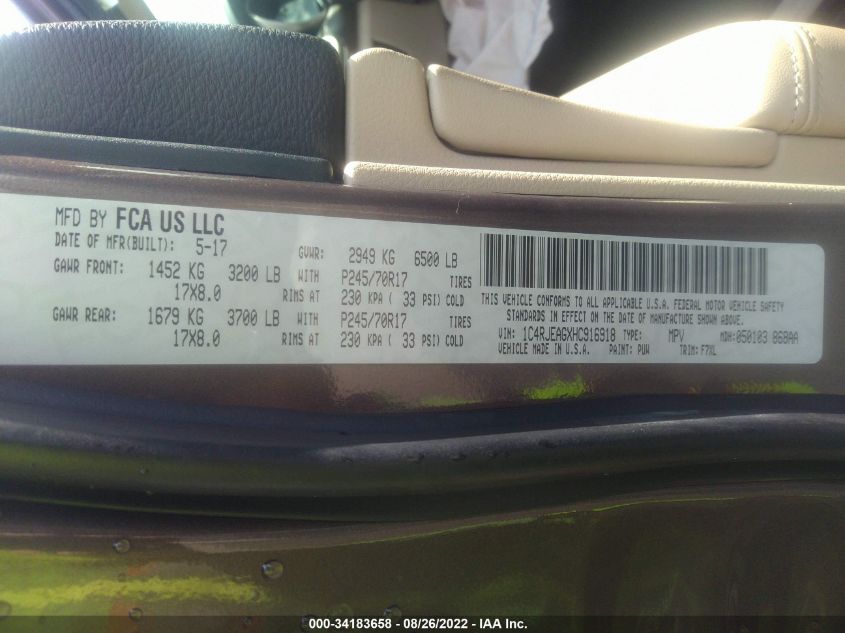 MFD BY FCA US LLC
DATE OF MFR(BUILT): 5-17 GVWR: 2949 KG 6500 LB
GAWR FRONT: 1452 KG 3200 LB WITH P245/70R17 TIRES
17X8.0 RIMS AT 230 KPA ( 33 PSI) COLD
GAWR REAR: 1679 KG 3700 LB WITH P245/70R17 TIRES
17X8.0 RIMS AT 230 KPA ( 33 PSI) COLD
THIS VEHICLE CONFORMS TO ALL APPLICABLE U.S.A. FEDERAL MOTOR VEHICLE SAFETY
STANDARDS IN EFFECT ON THE DATE OF MANUFACTURE SHOWN ABOVE.
VIN: 1C4RJEAGXHC916918 TYPE: MPV MDH:050103 868AA
VEHICLE MADE IN U.S.A. PAINT: PUW TRIM: F7XL
000-34183658 - 08/26/2022 - IAA Inc.